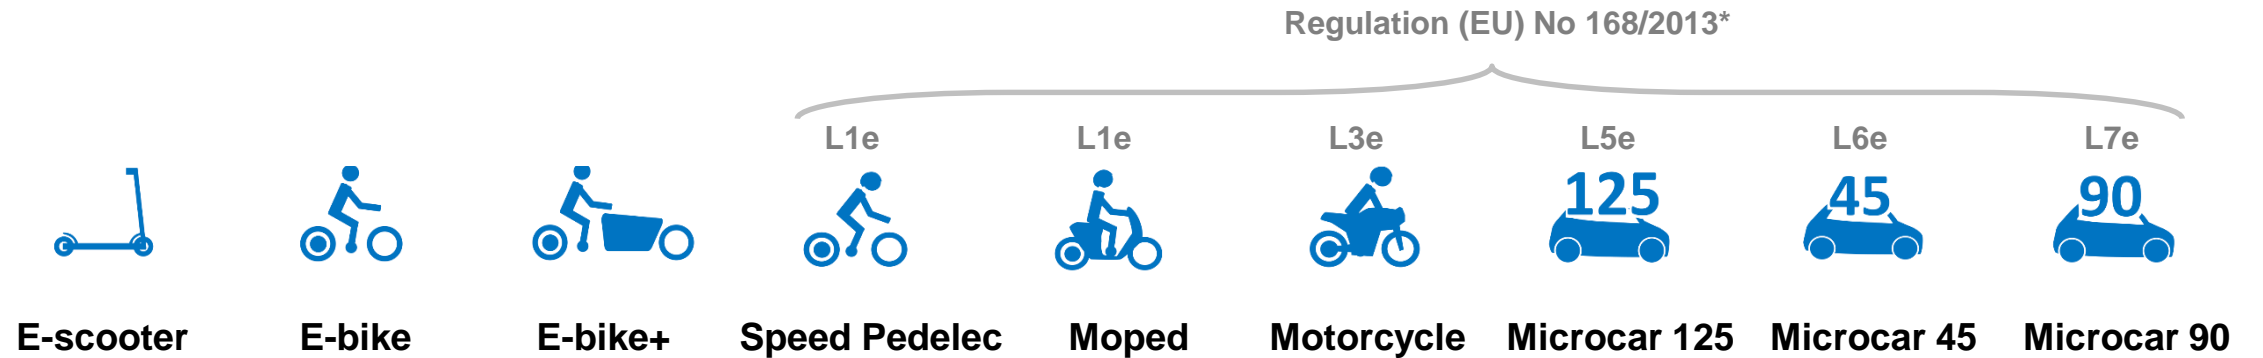 Regulation (EU) No 168/2013*
L1e L1e L3e L5e L6e L7e
125 45 90
E-scooter E-bike E-bike+ Speed Pedelec Moped Motorcycle Microcar 125 Microcar 45 Microcar 90